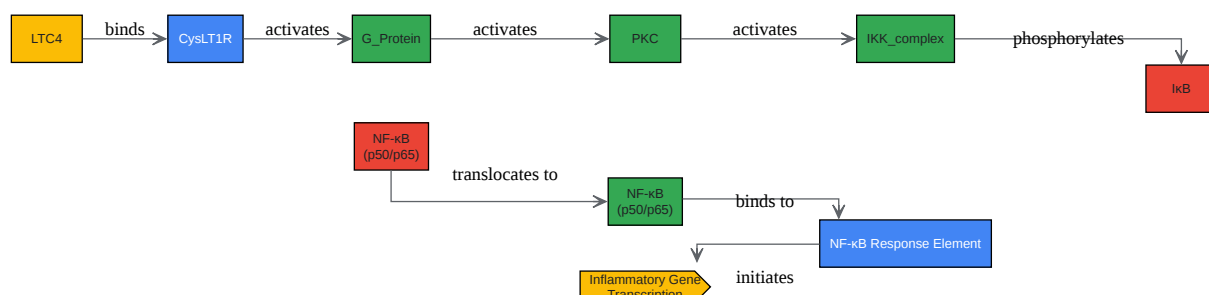 LTC4
binds
CysLT1R
activates
G_Protein
activates
PKC
activates
IKK_complex
phosphorylates
IκB
NF-κB
(p50/p65)
translocates to
NF-κB
(p50/p65)
binds to
NF-κB Response Element
initiates
Inflammatory Gene
Transcription